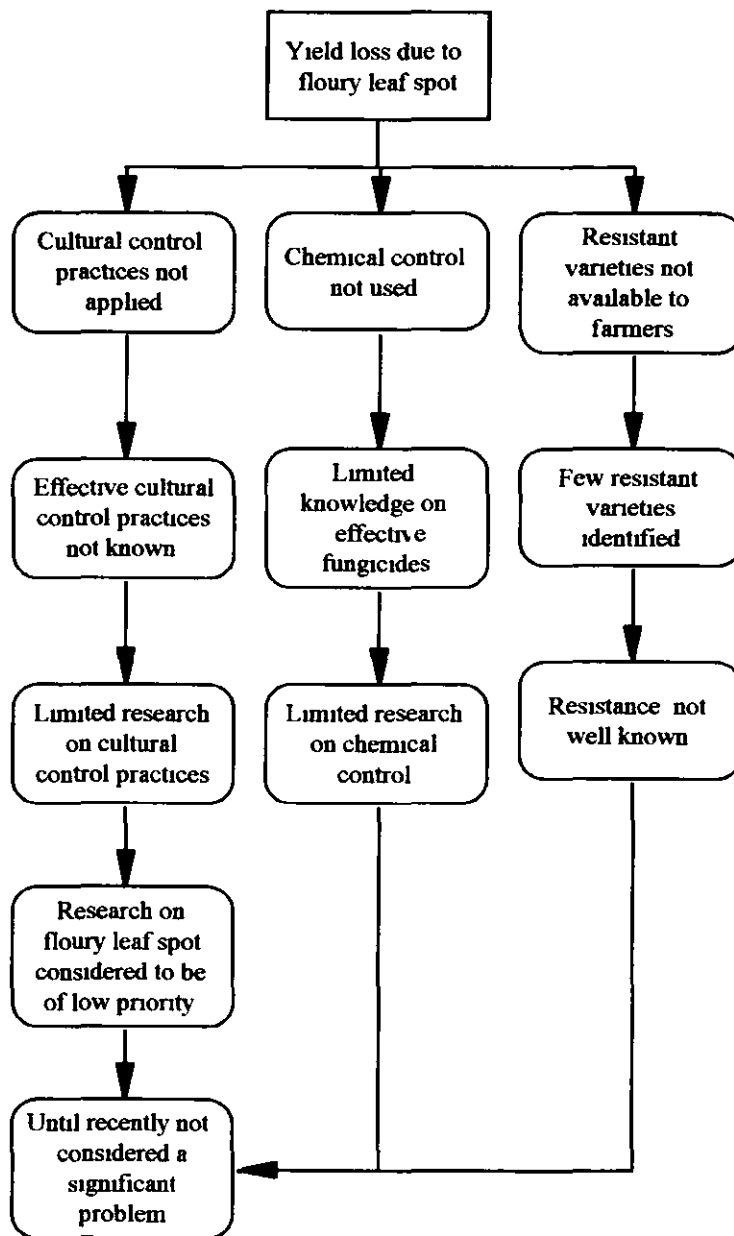 Yield loss due to
floury leaf spot
Cultural control
practices not
applied
Chemical control
not used
Resistant
varieties not
available to
farmers
Effective cultural
control practices
not known
Limited
knowledge on
effective
fungicides
Few resistant
varieties
identified
Limited research
on cultural
control practices
Limited research
on chemical
control
Resistance not
well known
Research on
floury leaf spot
considered to be
of low priority
Until recently not
considered a
significant
problem